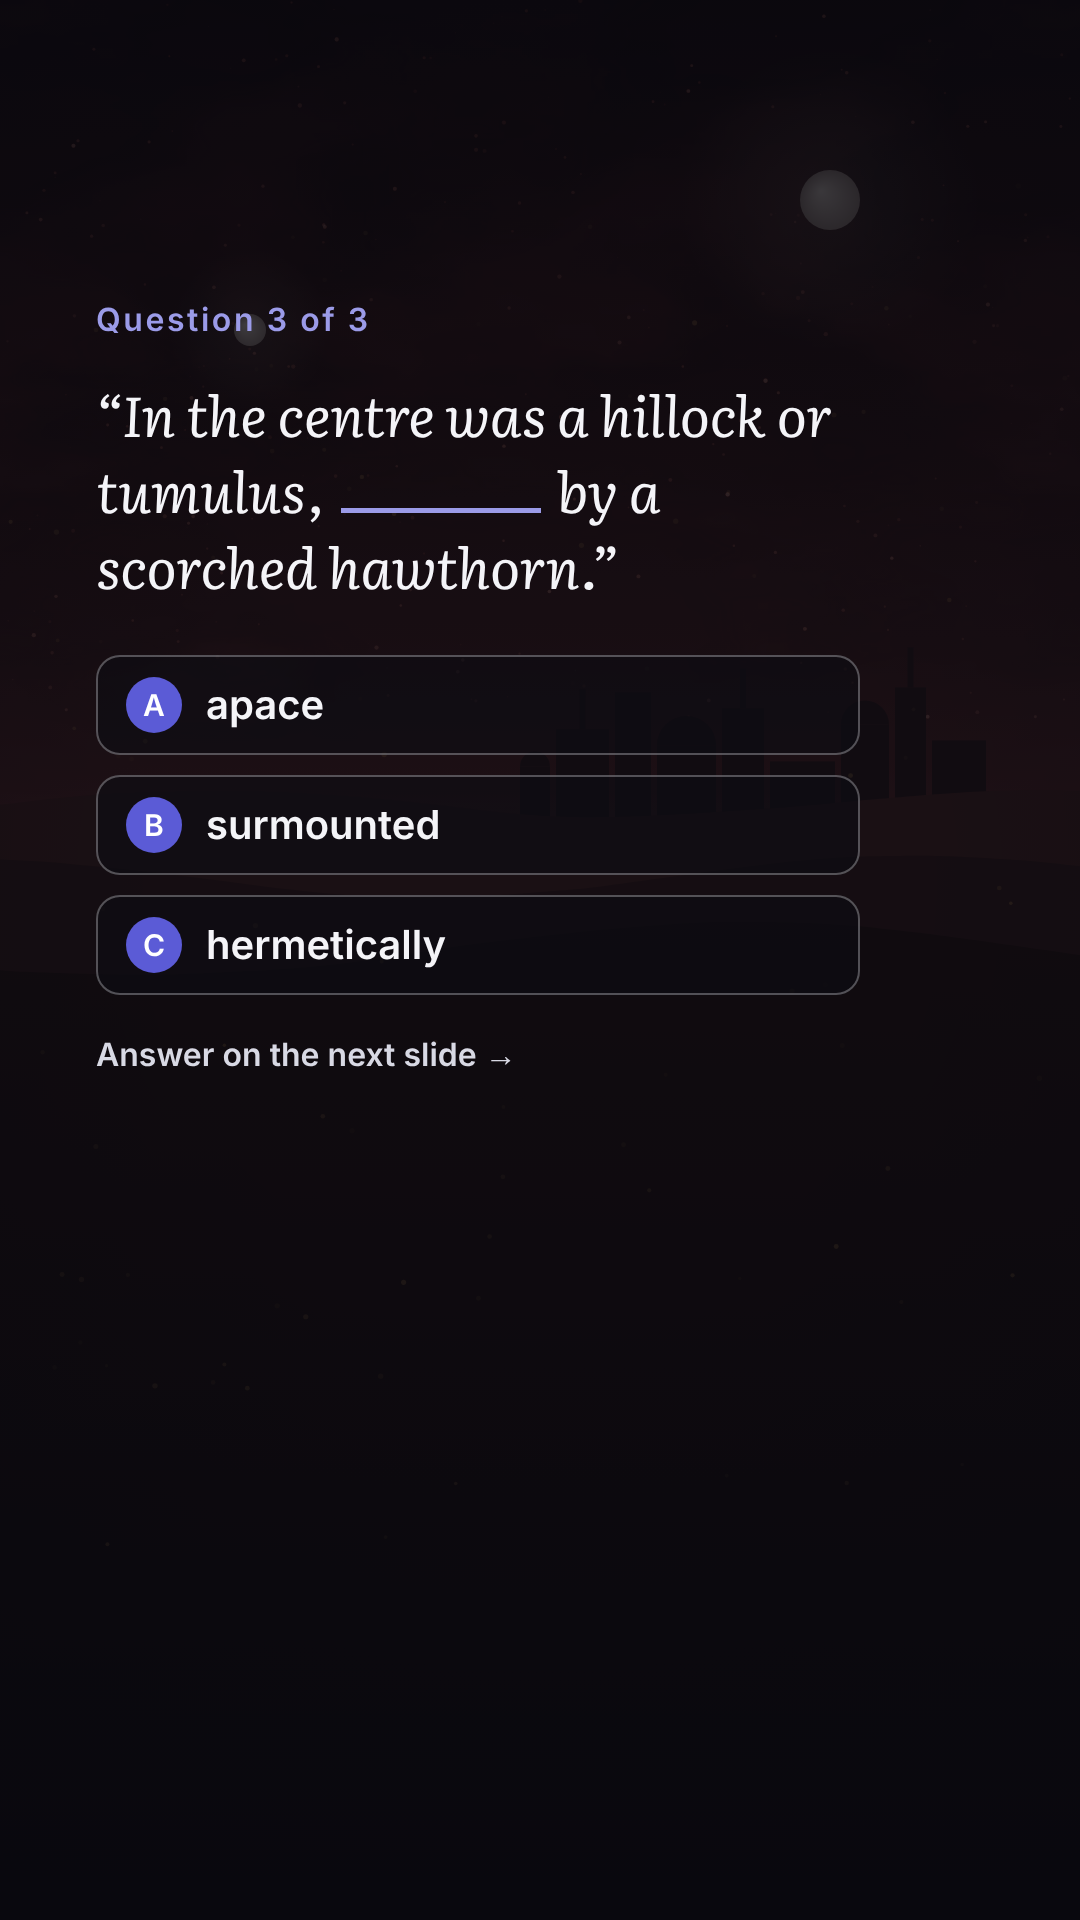 Question 3 of 3
“In the centre was a hillock or
tumulus, ________ by a
scorched hawthorn.”
A apace
B surmounted
C hermetically
Answer on the next slide →